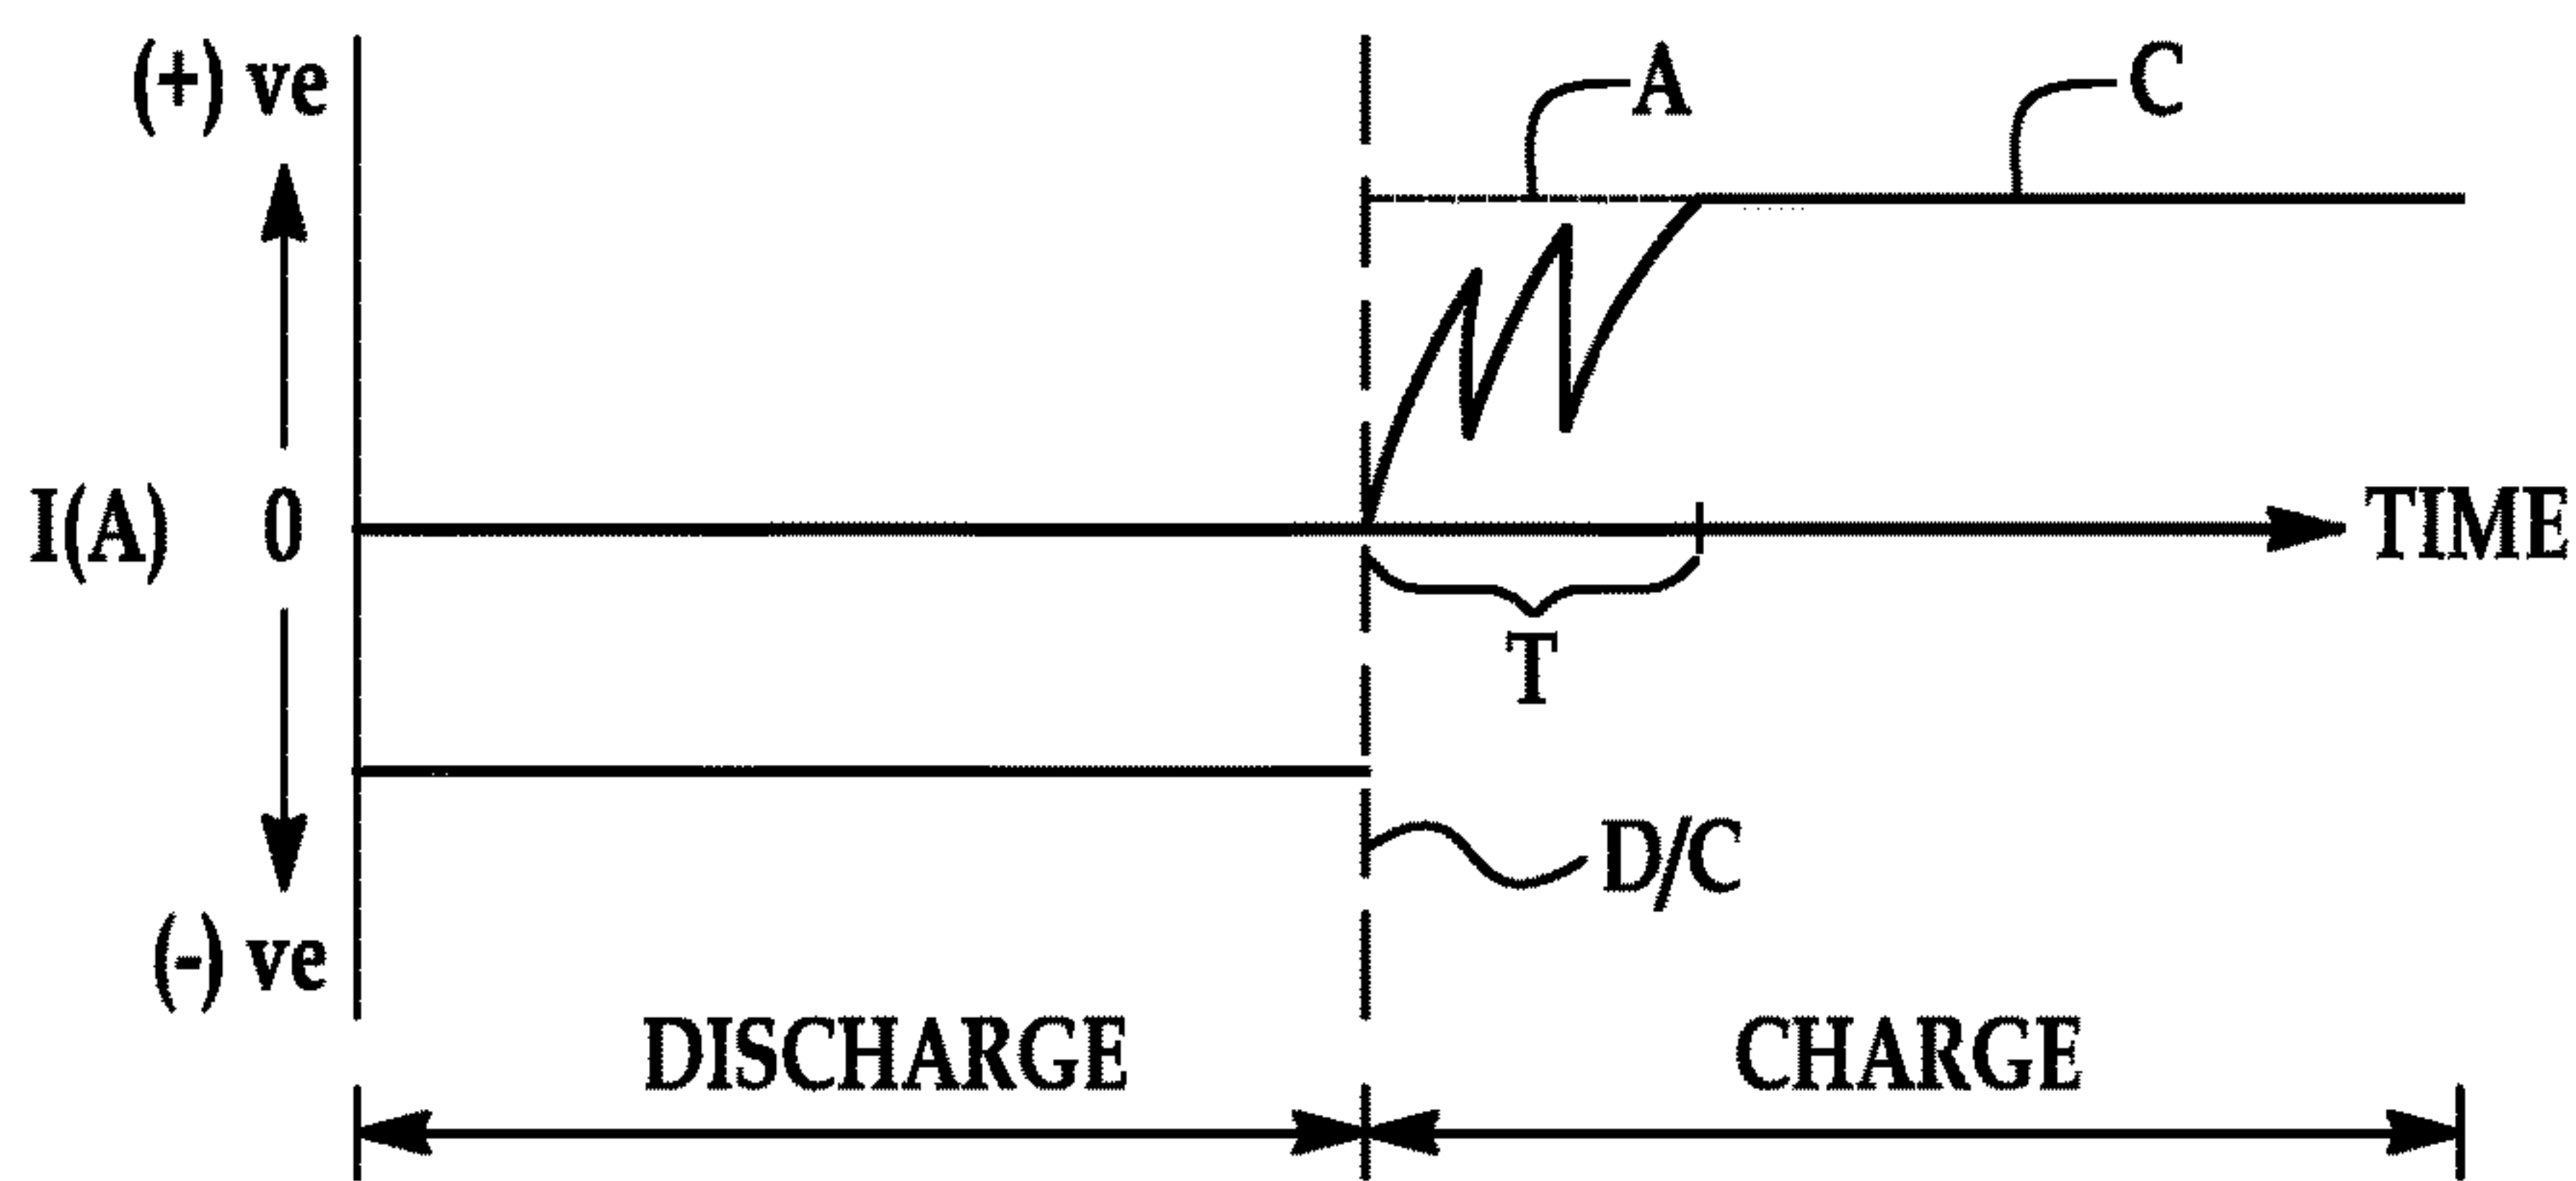 (+) ve
A
C
I(A) 0
TIME
T
D/C
(-) ve
DISCHARGE
CHARGE